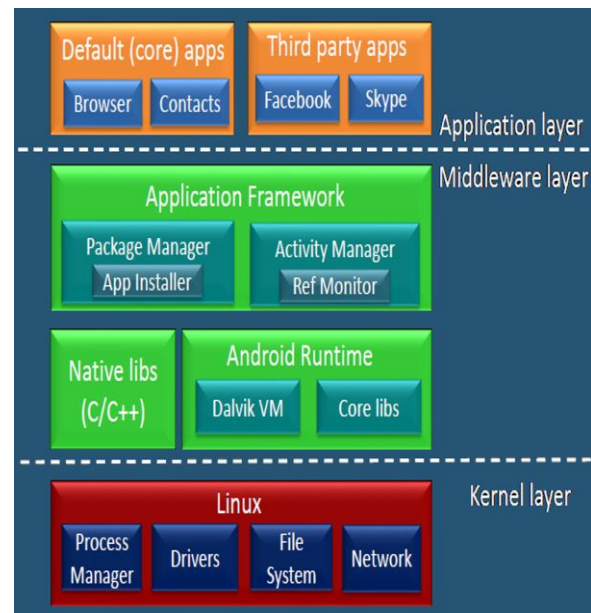 Default (core) apps
Browser
Contacts
Third party apps
Facebook
Skype
Application layer
Middleware layer
Application Framework
Package Manager
App Installer
Activity Manager
Ref Monitor
Native libs
(C/C++)
Android Runtime
Dalvik VM
Core libs
Kernel layer
Linux
Process
Manager
Drivers
File
System
Network